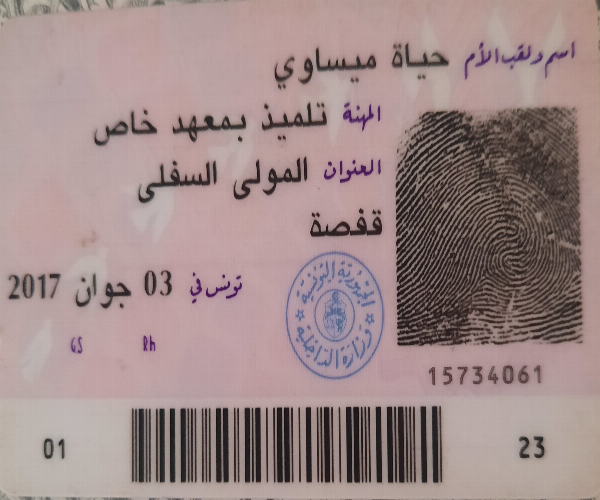 اسم ولقب الأم حياة ميساوي
المهنة تلميذ بمعهد خاص
العنوان المولى السفلى
قفصة
تونس في 03 جوان 2017
الجمهورية التونسية
وزارة الداخلية
GS Rh
15734061
01 23